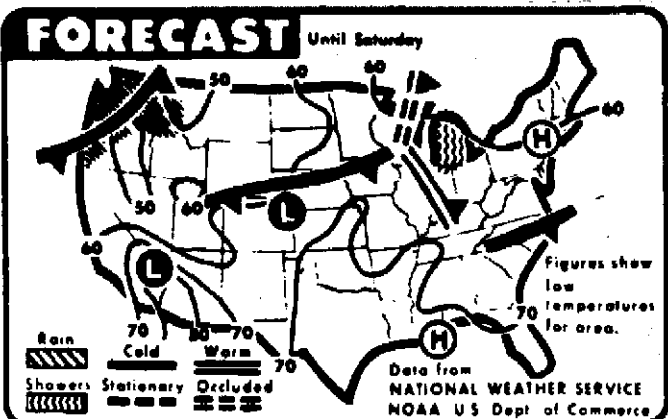 FORECAST
Until Saturday
50
60
60
60
50
60
60
70
80
70
70
70
H
L
L
H
Figures show
low
temperatures
for area.
Rain
Cold
Warm
Showers
Stationary
Occluded
Data from
NATIONAL WEATHER SERVICE
NOAA U S Dept of Commerce